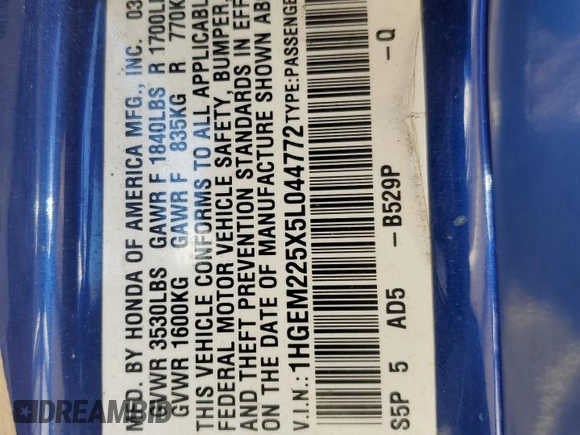 MFD. BY HONDA OF AMERICA MFG., INC. 03
GVWR 3530LBS GAWR F 1840LBS R 1700L
GVWR 1600KG GAWR F 835KG R 770K
THIS VEHICLE CONFORMS TO ALL APPLICABL
FEDERAL MOTOR VEHICLE SAFETY, BUMPER,
AND THEFT PREVENTION STANDARDS IN EFF
ON THE DATE OF MANUFACTURE SHOWN ABO
V.I.N.: 1HGEM225X5L044772 TYPE:PASSENGE
S5P 5 AD5 –B529P –Q
DREAMBID